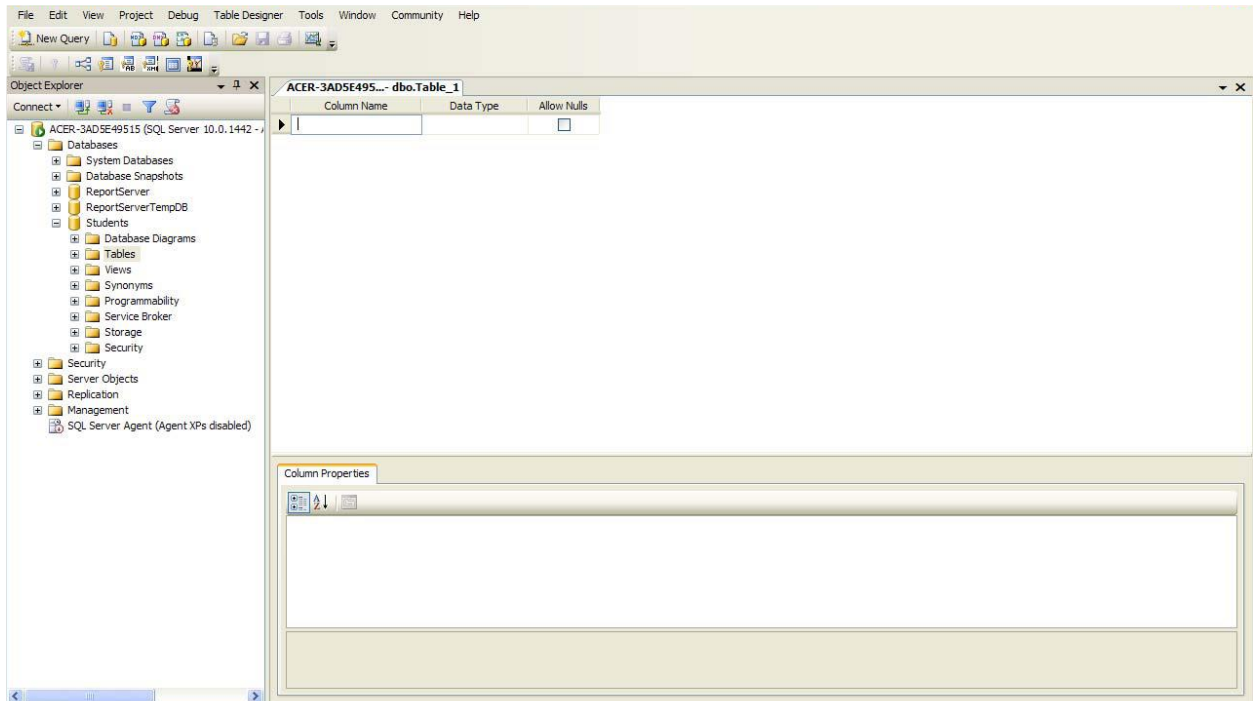 File Edit View Project Debug Table Designer Tools Window Community Help
New Query
Object Explorer
ACER-3AD5E495...- dbo.Table_1
Connect
Column Name Data Type Allow Nulls
ACER-3AD5E49515 (SQL Server 10.0.1442 -
Databases
System Databases
Database Snapshots
ReportServer
ReportServerTempDB
Students
Database Diagrams
Tables
Views
Synonyms
Programmability
Service Broker
Storage
Security
Security
Server Objects
Replication
Management
SQL Server Agent (Agent XPs disabled)
Column Properties